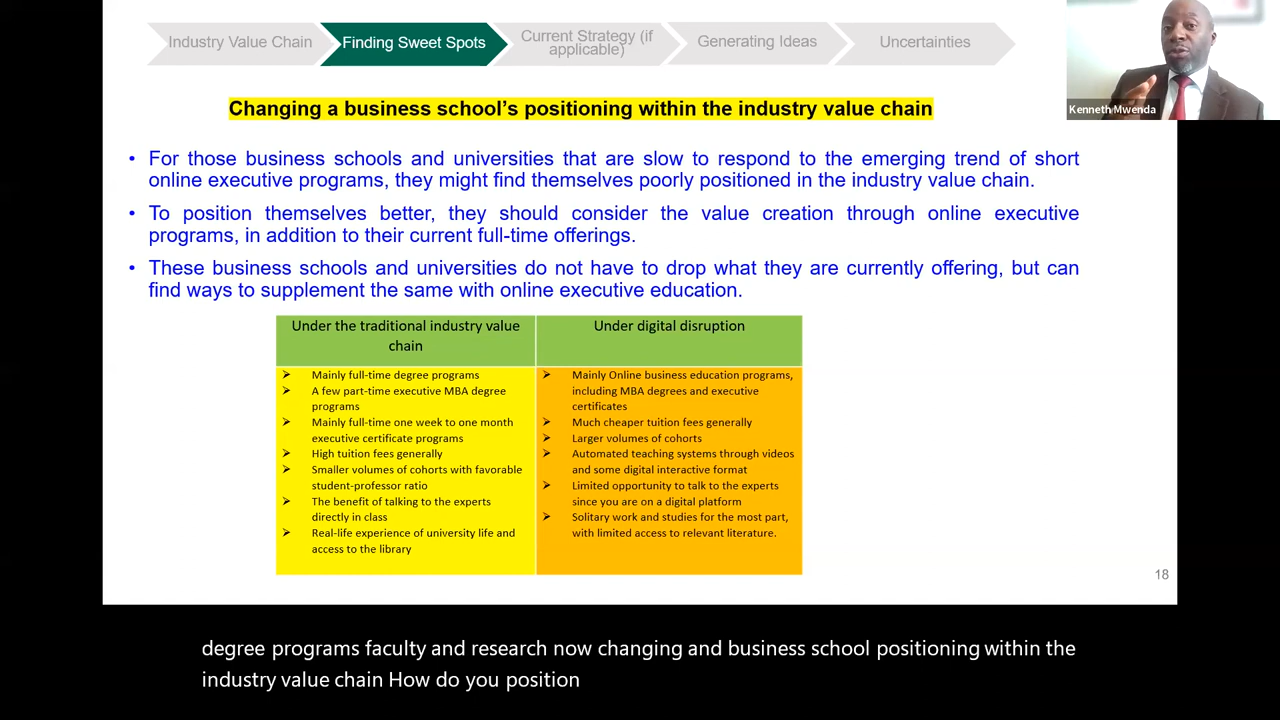 Industry Value Chain
Finding Sweet Spots
Current Strategy (if
applicable)
Generating Ideas
Uncertainties
Kenneth Mwenda
Changing a business school's positioning within the industry value chain
• For those business schools and universities that are slow to respond to the emerging trend of short
online executive programs, they might find themselves poorly positioned in the industry value chain.
• To position themselves better, they should consider the value creation through online executive
programs, in addition to their current full-time offerings.
• These business schools and universities do not have to drop what they are currently offering, but can
find ways to supplement the same with online executive education.
Under the traditional industry value
chain
➢ Mainly full-time degree programs
➢ A few part-time executive MBA degree
programs
➢ Mainly full-time one week to one month
executive certificate programs
➢ High tuition fees generally
➢ Smaller volumes of cohorts with favorable
student-professor ratio
➢ The benefit of talking to the experts
directly in class
➢ Real-life experience of university life and
access to the library
Under digital disruption
➢ Mainly Online business education programs,
including MBA degrees and executive
certificates
➢ Much cheaper tuition fees generally
➢ Larger volumes of cohorts
➢ Automated teaching systems through videos
and some digital interactive format
➢ Limited opportunity to talk to the experts
since you are on a digital platform
➢ Solitary work and studies for the most part,
with limited access to relevant literature.
18
degree programs faculty and research now changing and business school positioning within the
industry value chain How do you position